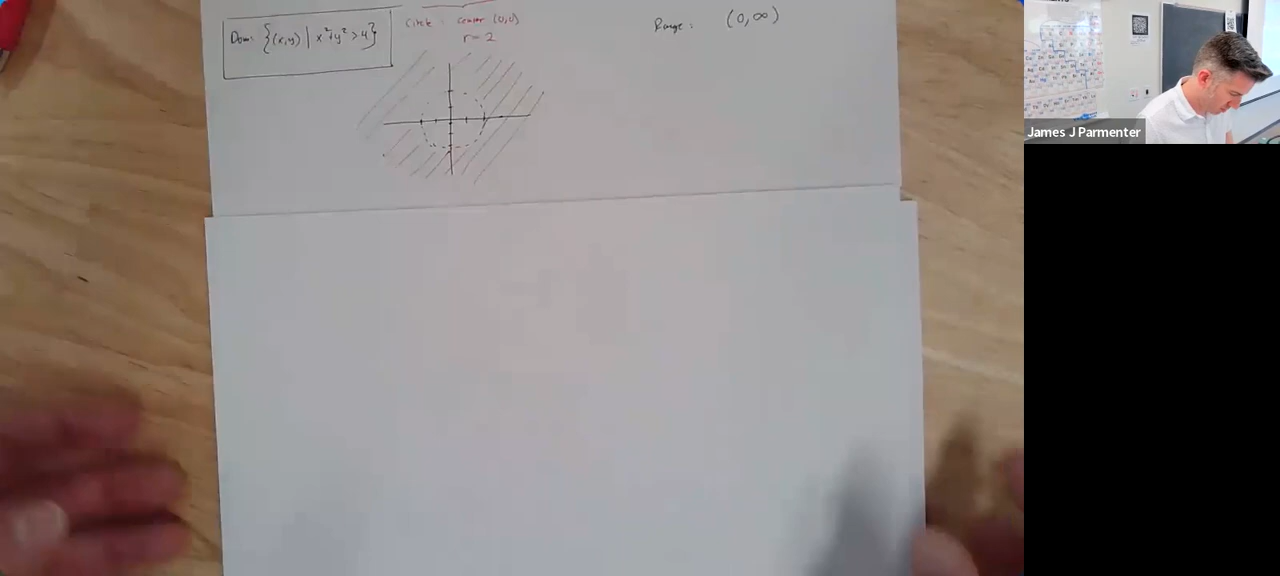 Dom: {(x,y) | x²+y² > 4}
Circle: center (0,0)
r = 2
Range: (0,∞)
James J Parmenter